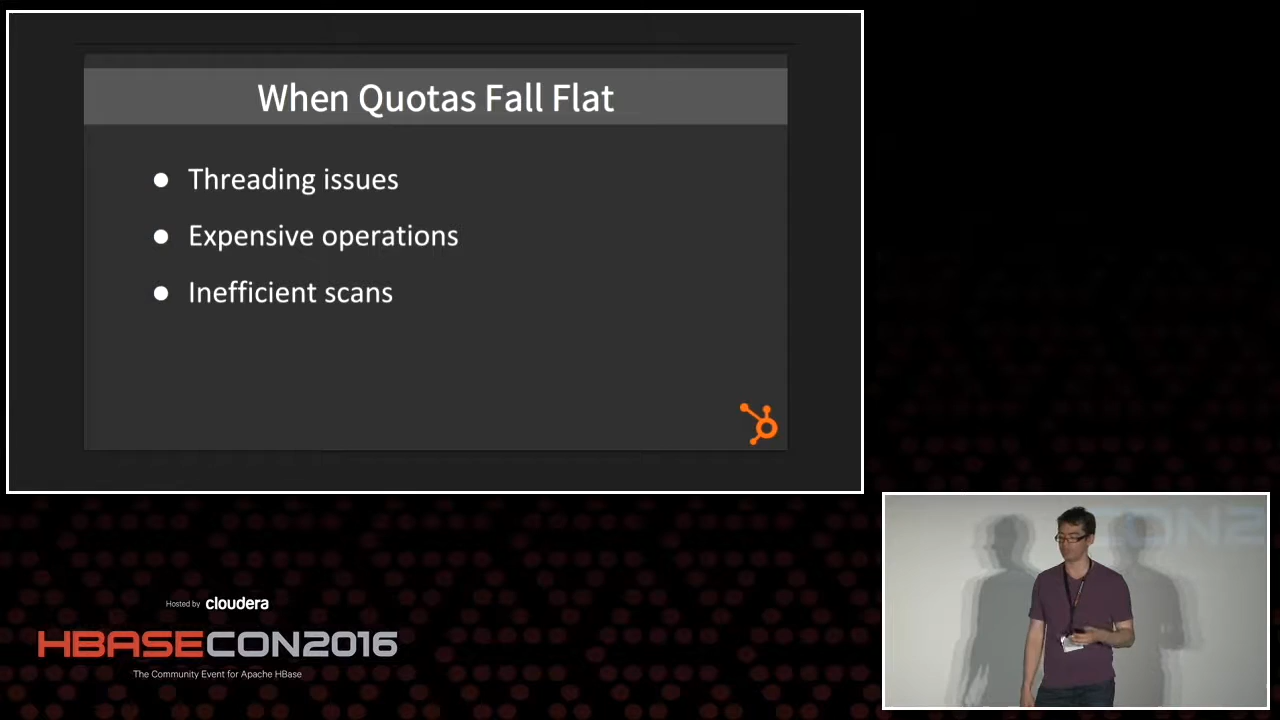 When Quotas Fall Flat
● Threading issues
● Expensive operations
● Inefficient scans
Hosted by cloudera
HBASECON2016
The Community Event for Apache HBase
CON2